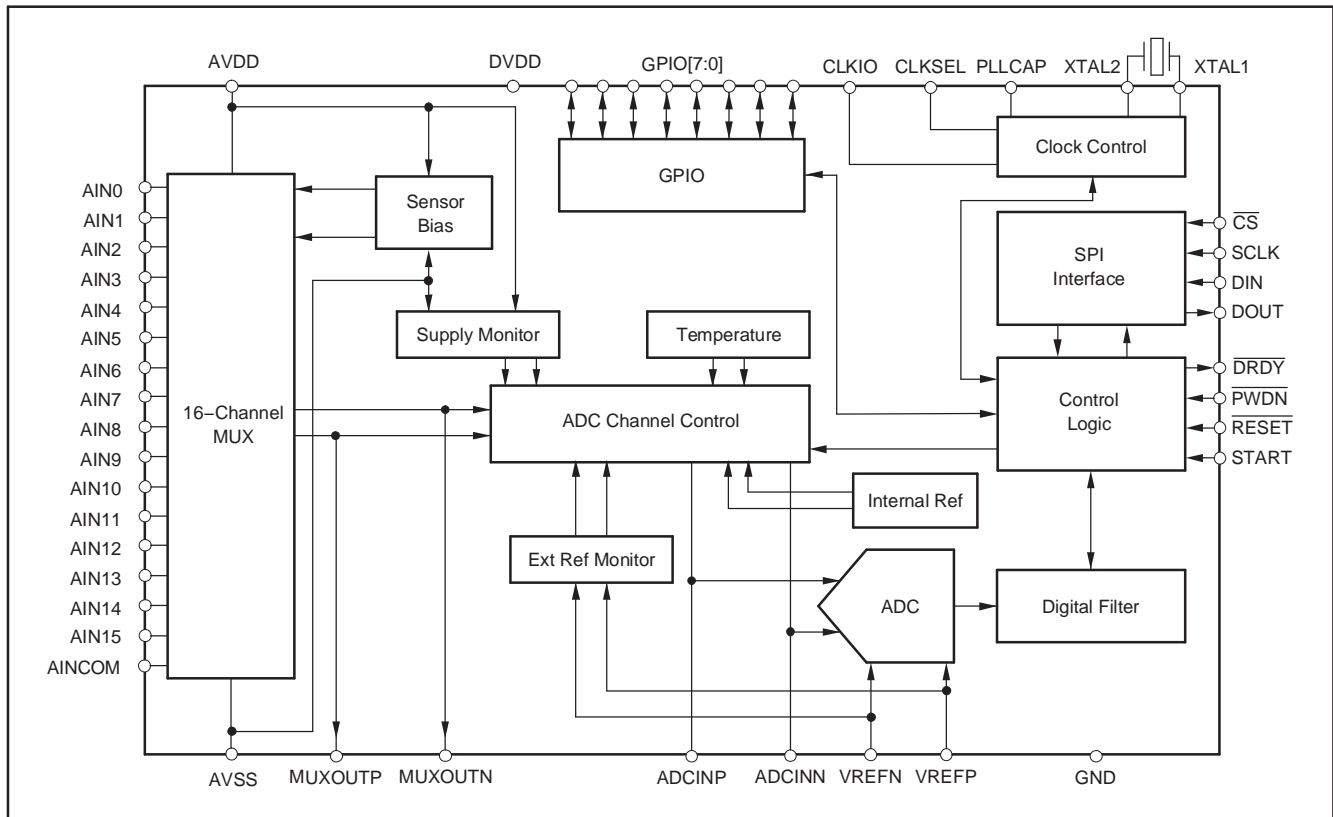 AVDD
DVDD
GPIO[7:0]
CLKIO
CLKSEL
PLLCAP
XTAL2
XTAL1
Clock Control
GPIO
Sensor
Bias
AIN0
AIN1
AIN2
AIN3
AIN4
AIN5
AIN6
AIN7
AIN8
AIN9
AIN10
AIN11
AIN12
AIN13
AIN14
AIN15
AINCOM
16–Channel
MUX
SPI
Interface
CS
SCLK
DIN
DOUT
Supply Monitor
Temperature
ADC Channel Control
Control
Logic
DRDY
PWDN
RESET
START
Internal Ref
Ext Ref Monitor
ADC
Digital Filter
AVSS
MUXOUTP
MUXOUTN
ADCINP
ADCINN
VREFN
VREFP
GND